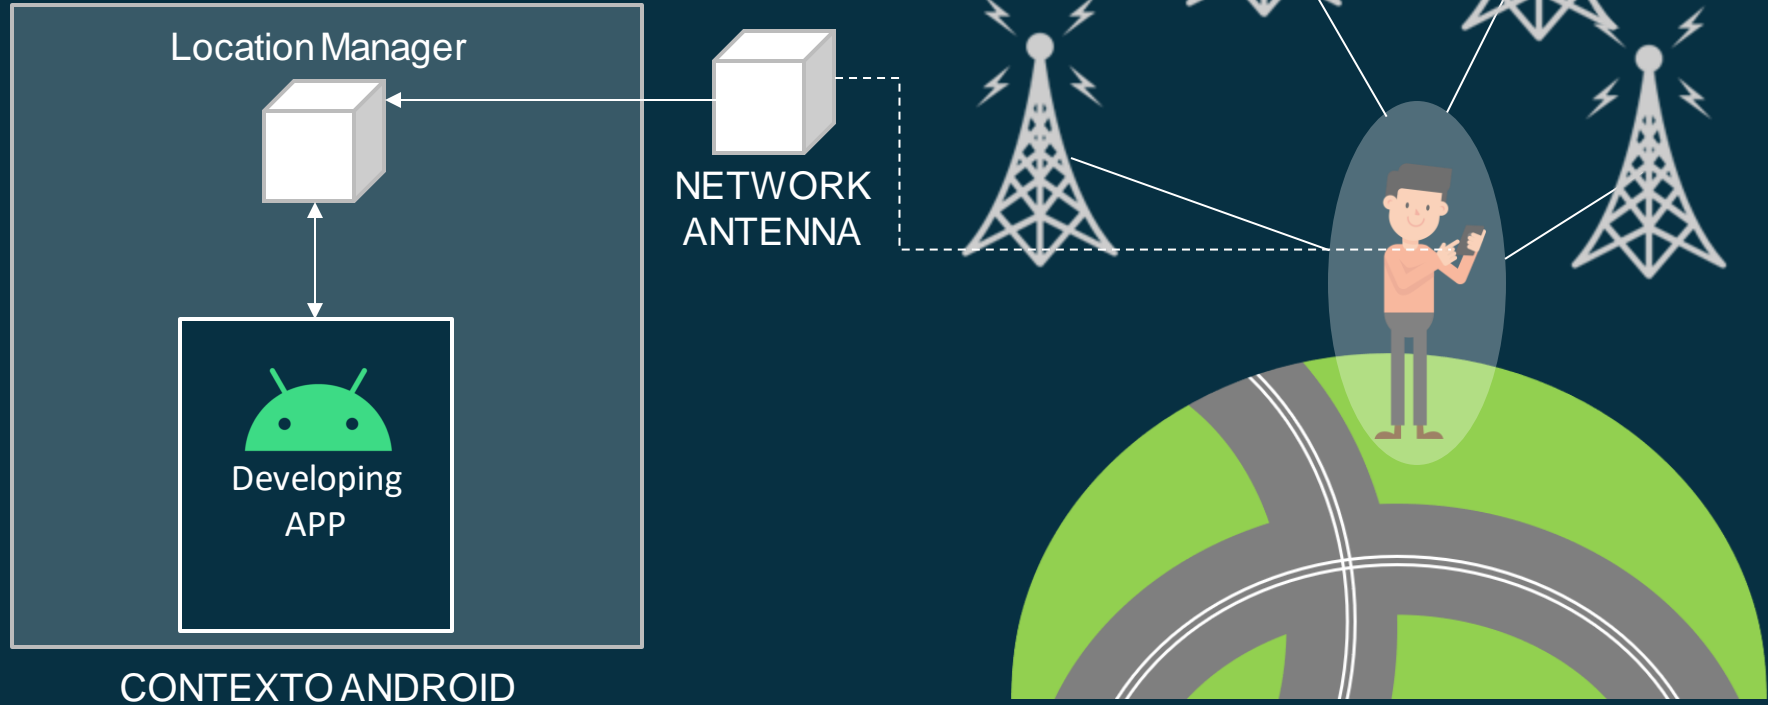 Location Manager
NETWORK
ANTENNA
Developing
APP
CONTEXTO ANDROID